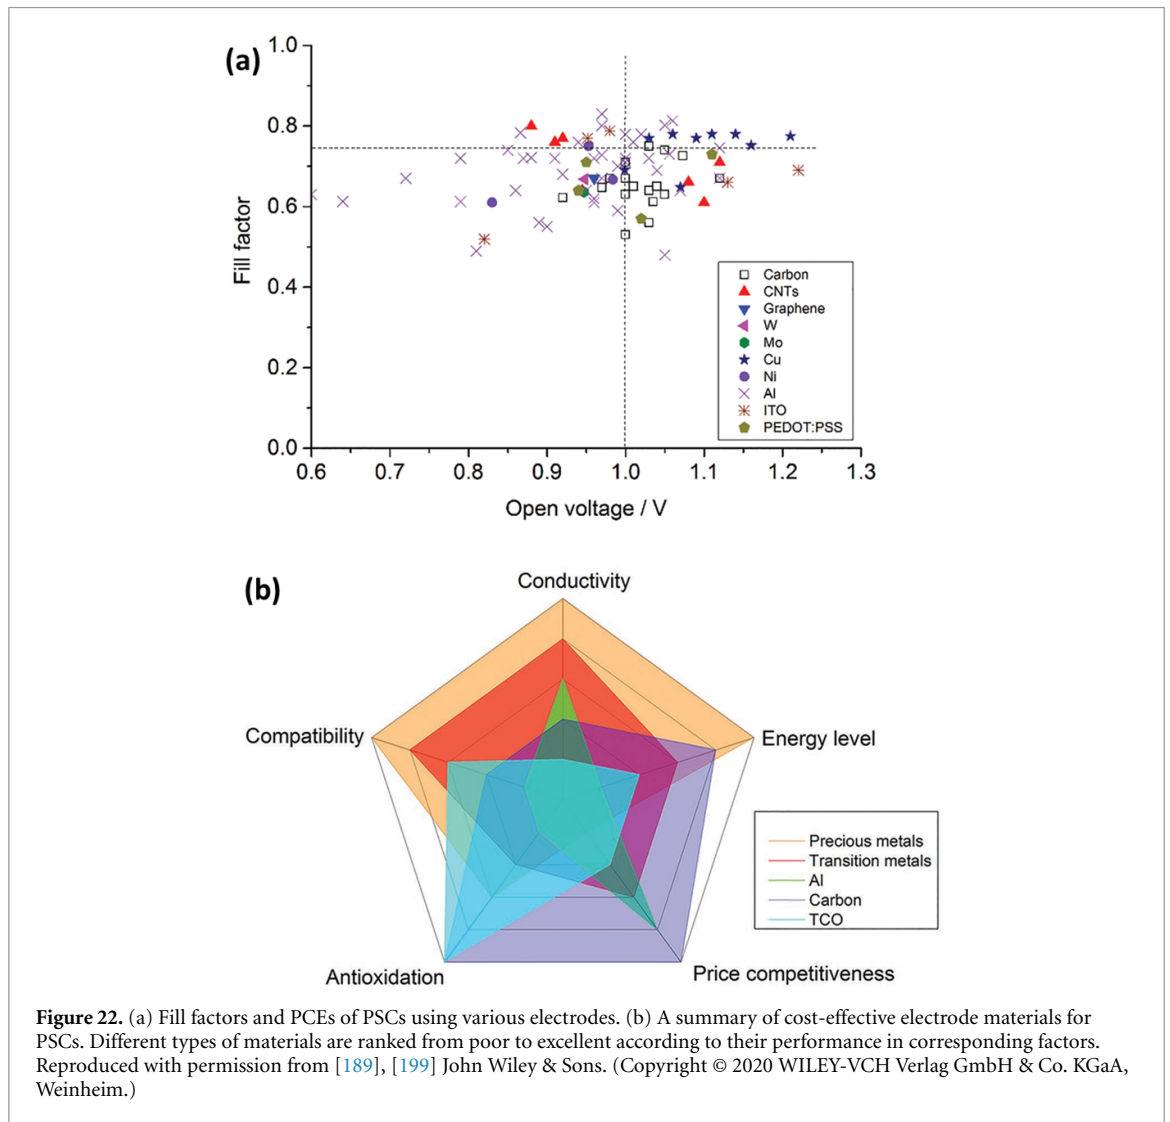 (a)
1.0
0.8
0.6
0.4
0.2
0.0
Fill factor
0.6 0.7 0.8 0.9 1.0 1.1 1.2 1.3
Open voltage / V
Carbon
CNTs
Graphene
W
Mo
Cu
Ni
Al
ITO
PEDOT:PSS
(b)
Conductivity
Compatibility
Energy level
Antioxidation
Price competitiveness
Precious metals
Transition metals
Al
Carbon
TCO
Figure 22. (a) Fill factors and PCEs of PSCs using various electrodes. (b) A summary of cost-effective electrode materials for
PSCs. Different types of materials are ranked from poor to excellent according to their performance in corresponding factors.
Reproduced with permission from [189], [199] John Wiley & Sons. (Copyright © 2020 WILEY-VCH Verlag GmbH & Co. KGaA,
Weinheim.)